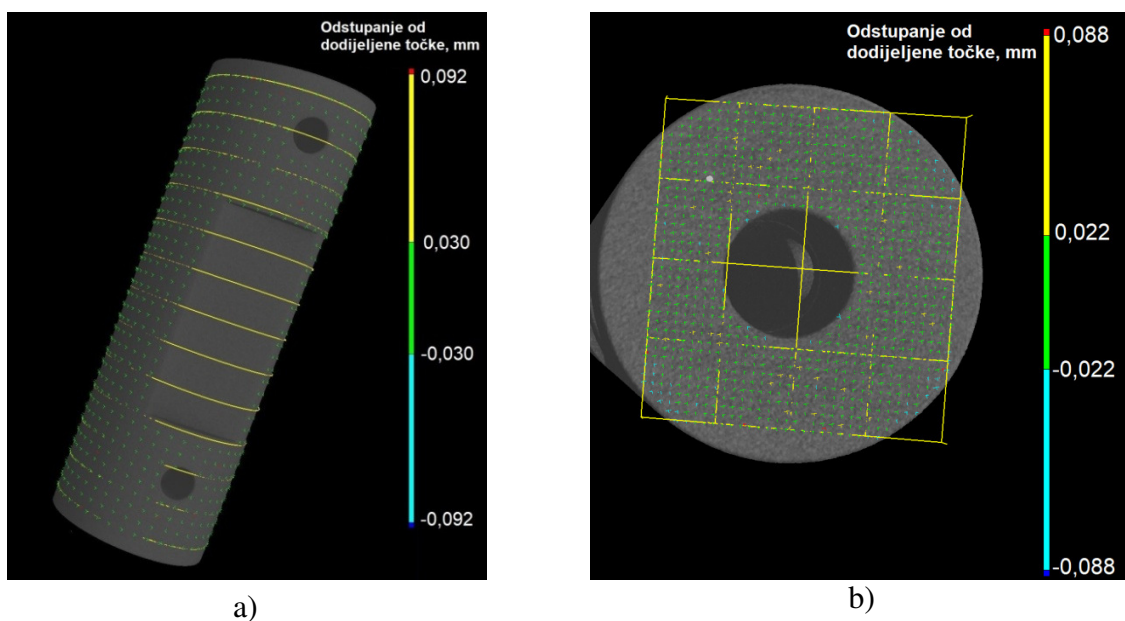 Odstupanje od
dodijeljene točke, mm
0,092
0,030
-0,030
-0,092
a)
Odstupanje od
dodijeljene točke, mm
0,088
0,022
-0,022
-0,088
b)